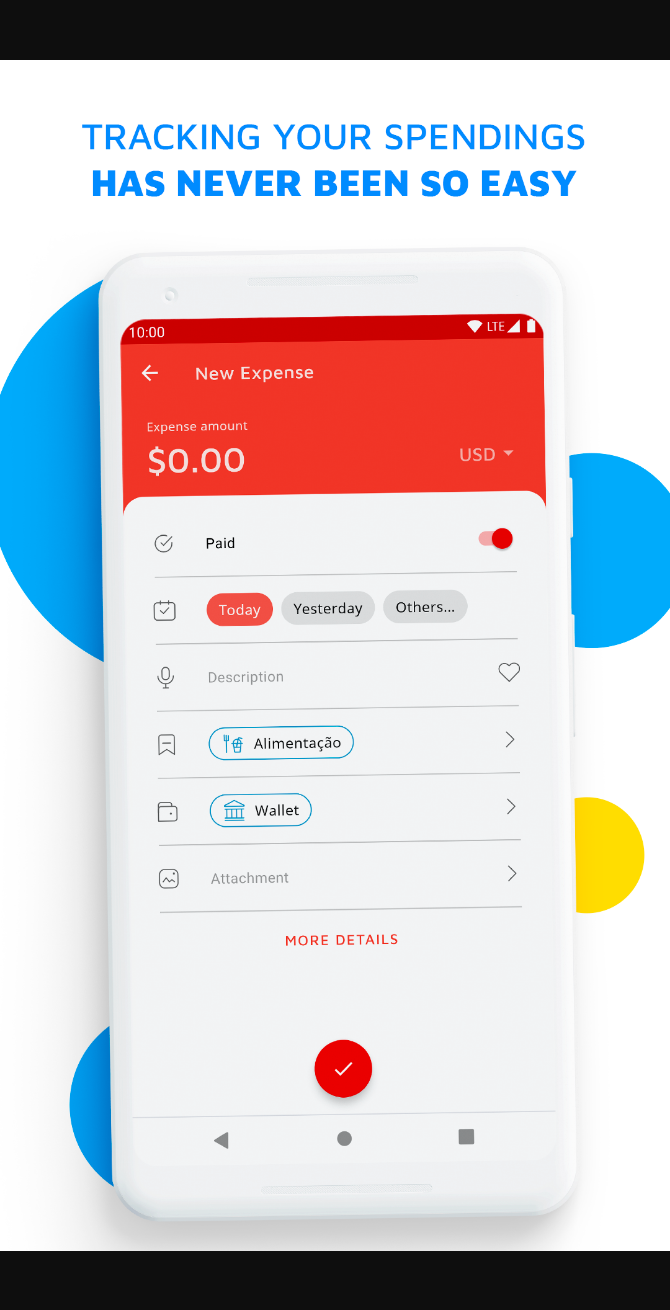 TRACKING YOUR SPENDINGS
HAS NEVER BEEN SO EASY
10:00 LTE
New Expense
Expense amount
$0.00 USD
Paid
Today Yesterday Others...
Description
Alimentação
Wallet
Attachment
MORE DETAILS